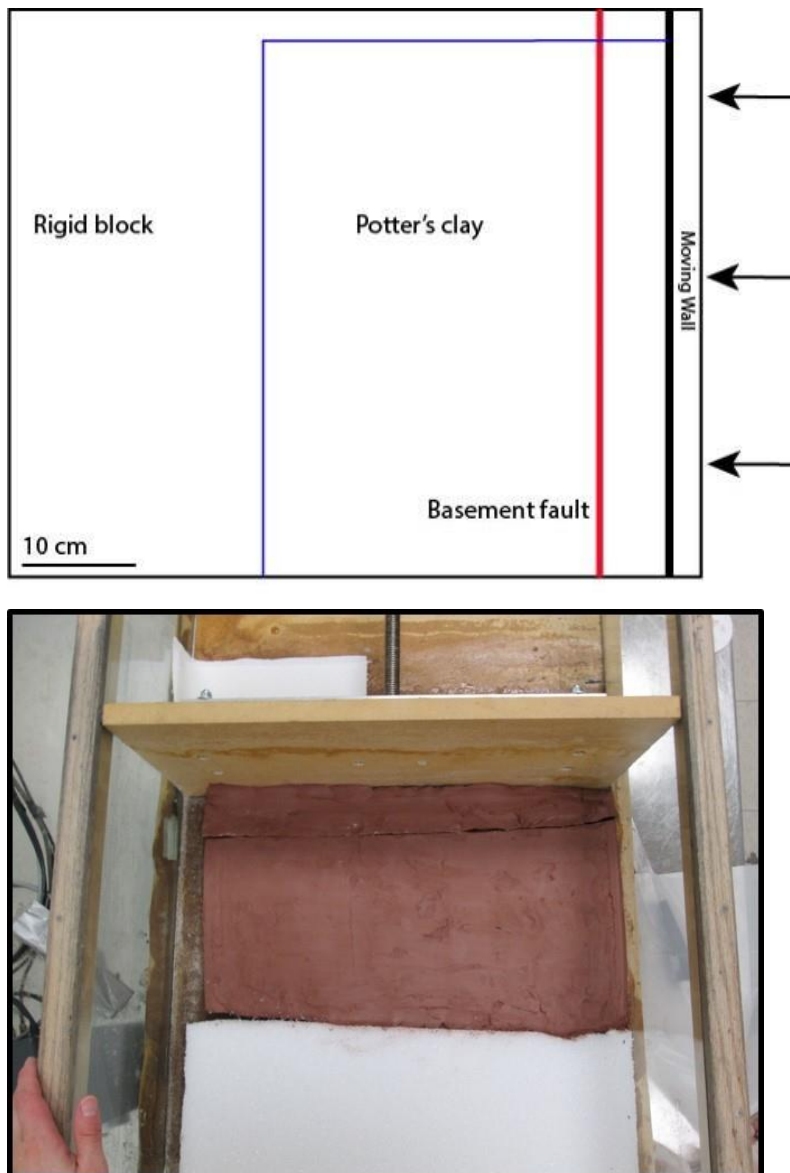 Rigid block
Potter's clay
Moving Wall
Basement fault
10 cm